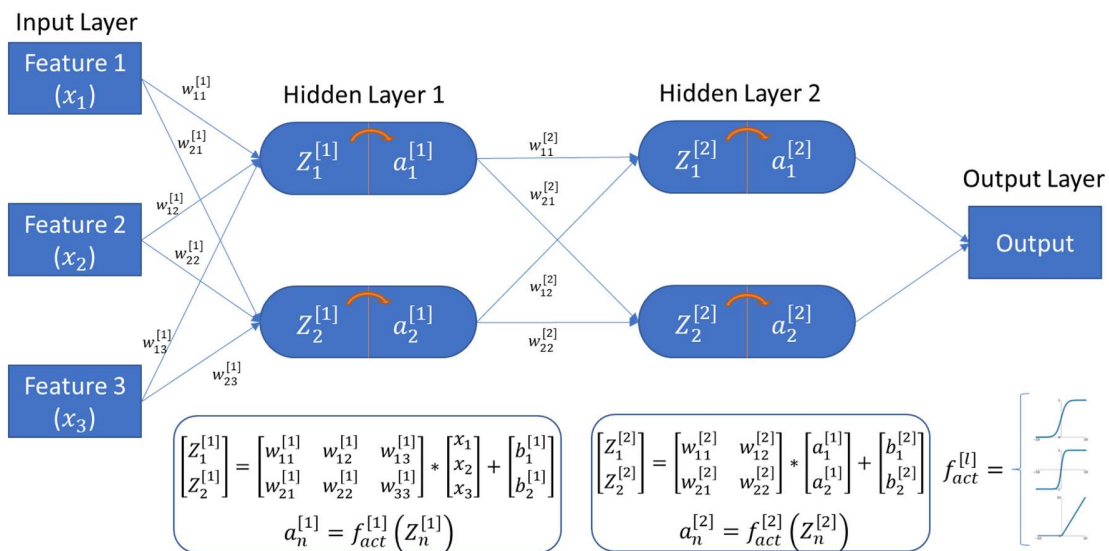 Input Layer
Feature 1
(x₁)
Feature 2
(x₂)
Feature 3
(x₃)
w₁₁^[1]
w₂₁^[1]
w₁₂^[1]
w₂₂^[1]
w₁₃^[1]
w₂₃^[1]
Hidden Layer 1
Z₁^[1] a₁^[1]
Z₂^[1] a₂^[1]
w₁₁^[2]
w₂₁^[2]
w₁₂^[2]
w₂₂^[2]
Hidden Layer 2
Z₁^[2] a₁^[2]
Z₂^[2] a₂^[2]
Output Layer
Output
[Z₁^[1]] = [w₁₁^[1] w₁₂^[1] w₁₃^[1]] * [x₁] + [b₁^[1]]
[Z₂^[1]] [w₂₁^[1] w₂₂^[1] w₃₃^[1]] [x₂] [b₂^[1]]
[x₃]
aₙ^[1] = f_act^[1] (Zₙ^[1])
[Z₁^[2]] = [w₁₁^[2] w₁₂^[2]] * [a₁^[1]] + [b₁^[2]]
[Z₂^[2]] [w₂₁^[2] w₂₂^[2]] [a₂^[1]] [b₂^[2]]
aₙ^[2] = f_act^[2] (Zₙ^[2])
f_act^[l] =